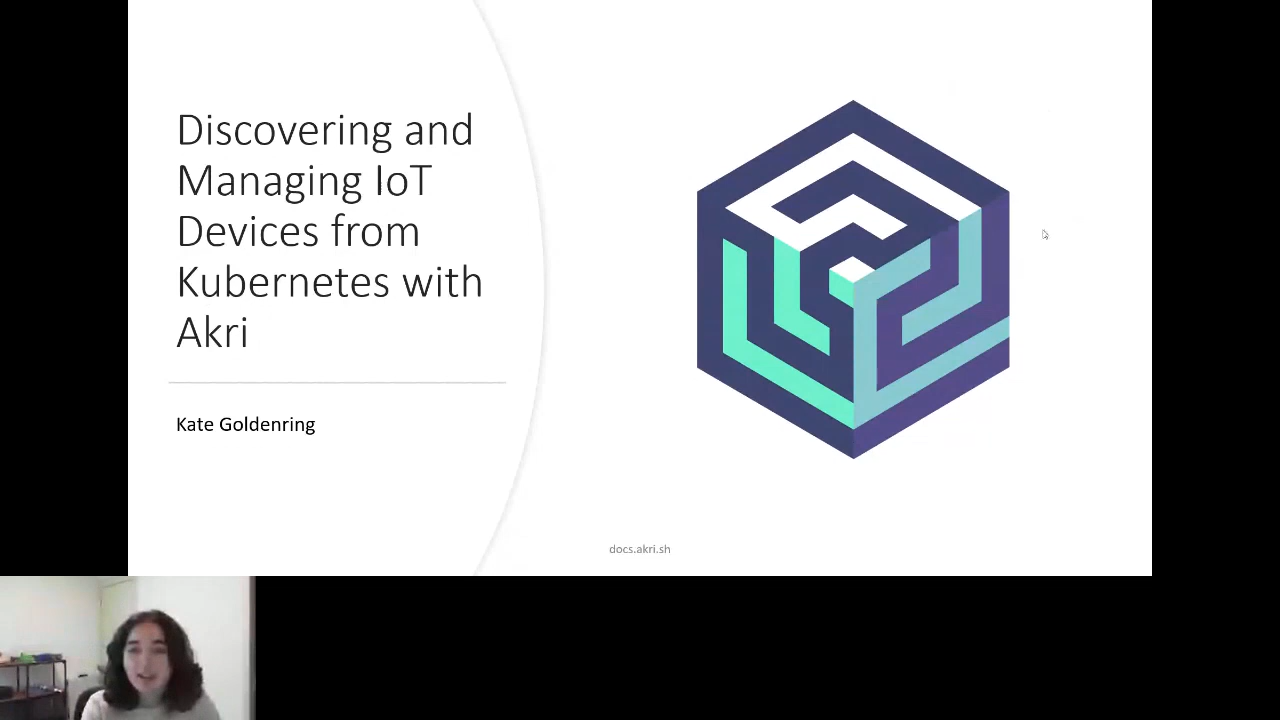 Discovering and
Managing IoT
Devices from
Kubernetes with
Akri
Kate Goldenring
docs.akri.sh